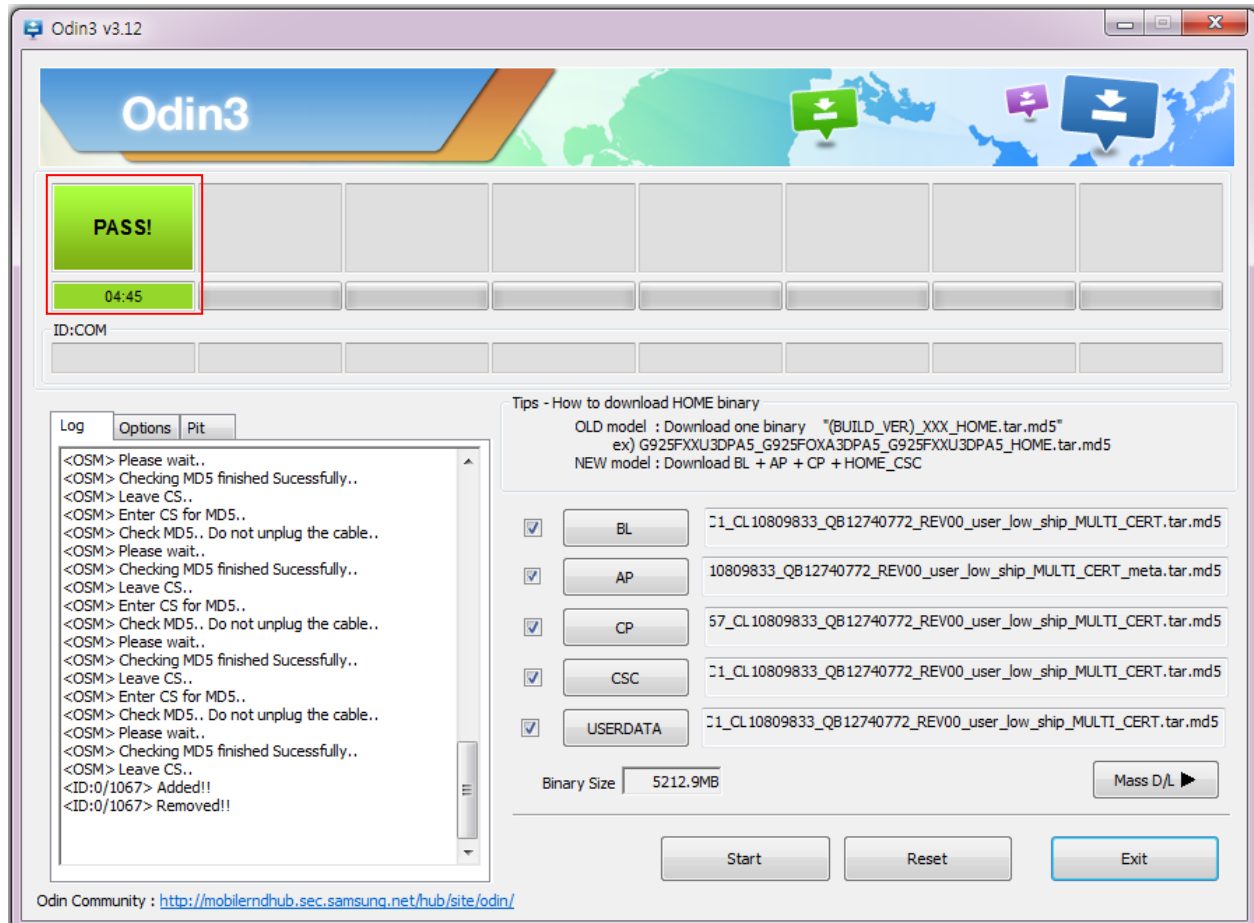 Odin3 v3.12
Odin3
PASS!
04:45
ID:COM
Log
Options
Pit
<OSM> Please wait..
<OSM> Checking MD5 finished Sucessfully..
<OSM> Leave CS..
<OSM> Enter CS for MD5..
<OSM> Check MD5.. Do not unplug the cable..
<OSM> Please wait..
<OSM> Checking MD5 finished Sucessfully..
<OSM> Leave CS..
<OSM> Enter CS for MD5..
<OSM> Check MD5.. Do not unplug the cable..
<OSM> Please wait..
<OSM> Checking MD5 finished Sucessfully..
<OSM> Leave CS..
<OSM> Enter CS for MD5..
<OSM> Check MD5.. Do not unplug the cable..
<OSM> Please wait..
<OSM> Checking MD5 finished Sucessfully..
<OSM> Leave CS..
<ID:0/1067> Added!!
<ID:0/1067> Removed!!
Tips - How to download HOME binary
OLD model : Download one binary "(BUILD_VER)_XXX_HOME.tar.md5"
ex) G925FXXU3DPA5_G925FOXA3DPA5_G925FXXU3DPA5_HOME.tar.md5
NEW model : Download BL + AP + CP + HOME_CSC
BL C1_CL10809833_QB12740772_REV00_user_low_ship_MULTI_CERT.tar.md5
AP 10809833_QB12740772_REV00_user_low_ship_MULTI_CERT_meta.tar.md5
CP 67_CL10809833_QB12740772_REV00_user_low_ship_MULTI_CERT.tar.md5
CSC C1_CL10809833_QB12740772_REV00_user_low_ship_MULTI_CERT.tar.md5
USERDATA C1_CL10809833_QB12740772_REV00_user_low_ship_MULTI_CERT.tar.md5
Binary Size 5212.9MB
Mass D/L
Start
Reset
Exit
Odin Community : http://mobilerndhub.sec.samsung.net/hub/site/odin/